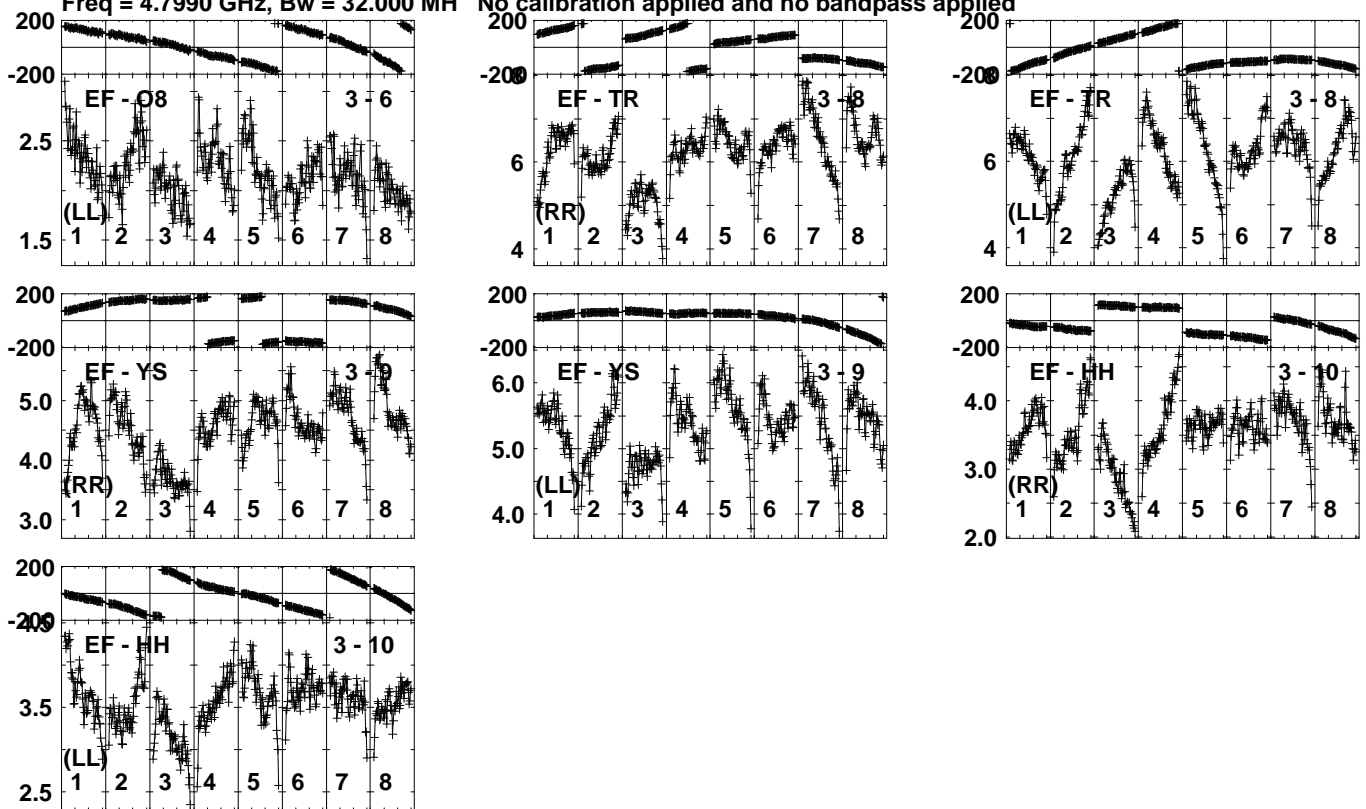 Freq = 4.7990 GHz, Bw = 32.000 MH   No calibration applied and no bandpass applied
200
-200
EF - O8 3 - 6
2.5
1.5
(LL)
1 2 3 4 5 6 7 8
200
-200
8
EF - TR 3 - 8
6
4
(RR)
1 2 3 4 5 6 7 8
200
-200
8
EF - TR 3 - 8
6
4
(LL)
1 2 3 4 5 6 7 8
200
-200
EF - YS 3 - 9
5.0
4.0
3.0
(RR)
1 2 3 4 5 6 7 8
200
-200
EF - YS 3 - 9
6.0
5.0
4.0
(LL)
1 2 3 4 5 6 7 8
200
-200
EF - HH 3 - 10
4.0
3.0
2.0
(RR)
1 2 3 4 5 6 7 8
200
-200
4.5
EF - HH 3 - 10
3.5
2.5
(LL)
1 2 3 4 5 6 7 8